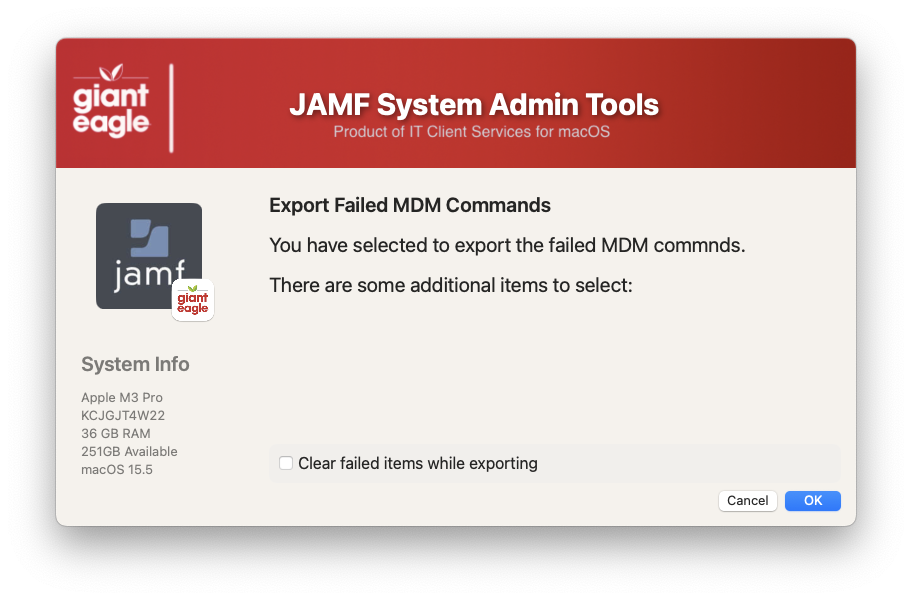 giant
eagle
JAMF System Admin Tools
Product of IT Client Services for macOS
jamf
giant
eagle
Export Failed MDM Commands
You have selected to export the failed MDM commnds.
There are some additional items to select:
System Info
Apple M3 Pro
KCJGJT4W22
36 GB RAM
251GB Available
macOS 15.5
Clear failed items while exporting
Cancel
OK